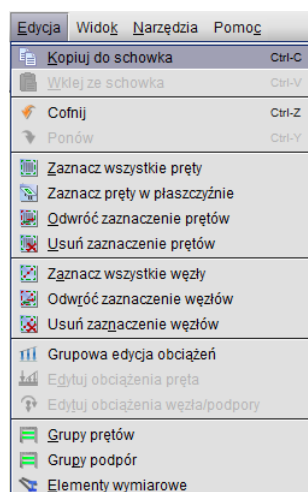 Edycja Widok Narzędzia Pomoc
Kopiuj do schowka Ctrl-C
Wklej ze schowka Ctrl-V
Cofnij Ctrl-Z
Ponów Ctrl-Y
Zaznacz wszystkie pręty
Zaznacz pręty w płaszczyźnie
Odwróć zaznaczenie prętów
Usuń zaznaczenie prętów
Zaznacz wszystkie węzły
Odwróć zaznaczenie węzłów
Usuń zaznaczenie węzłów
Grupowa edycja obciążeń
Edytuj obciążenia pręta
Edytuj obciążenia węzła/podpory
Grupy prętów
Grupy podpór
Elementy wymiarowe